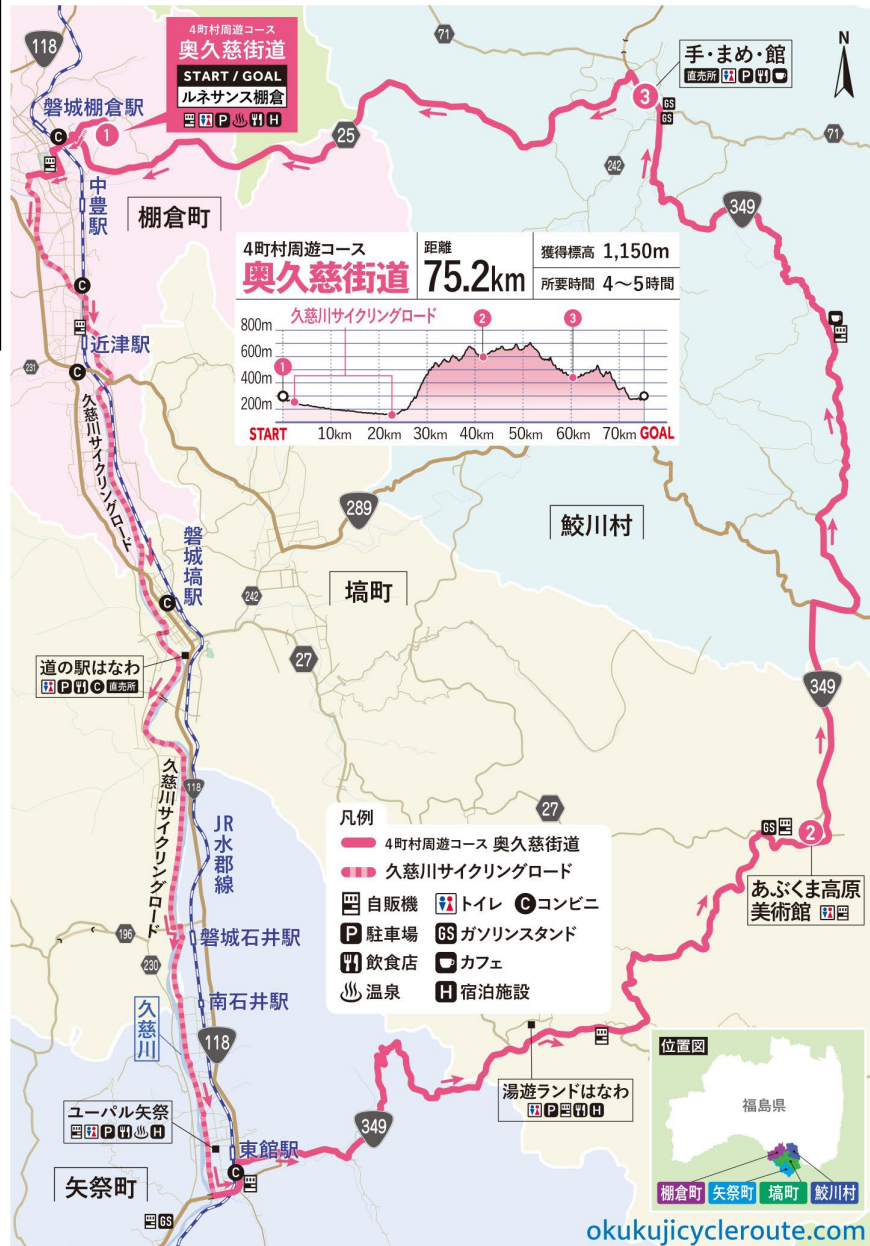 118
4町村周遊コース
奥久慈街道
START / GOAL
ルネサンス棚倉
P H
71
手・まめ・館
直売所 P
3
GS
GS
N
磐城棚倉駅
C
1
25
71
242
中豊駅
棚倉町
349
4町村周遊コース
奥久慈街道
距離
75.2km
獲得標高 1,150m
所要時間 4〜5時間
800m
600m
400m
200m
久慈川サイクリングロード
1
2
3
START 10km 20km 30km 40km 50km 60km 70km GOAL
C
近津駅
231
C
久慈川サイクリングロード
289
鮫川村
磐城塙駅
242
塙町
C
27
道の駅はなわ
P C 直売所
349
久慈川サイクリングロード
118
JR水郡線
27
GS
2
あぶくま高原
美術館
凡例
4町村周遊コース 奥久慈街道
久慈川サイクリングロード
自販機 トイレ C コンビニ
P 駐車場 GS ガソリンスタンド
飲食店 カフェ
温泉 H 宿泊施設
196
磐城石井駅
230
南石井駅
久慈川
118
湯遊ランドはなわ
P H
349
ユーパル矢祭
P H
東館駅
C
矢祭町
GS
位置図
福島県
棚倉町 矢祭町 塙町 鮫川村
okukujicycleroute.com